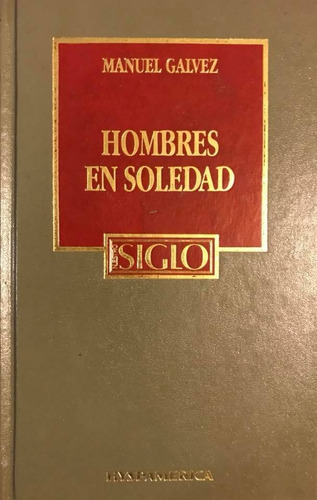 MANUEL GALVEZ
HOMBRES
EN SOLEDAD
SIGLO
HYSPAMERICA